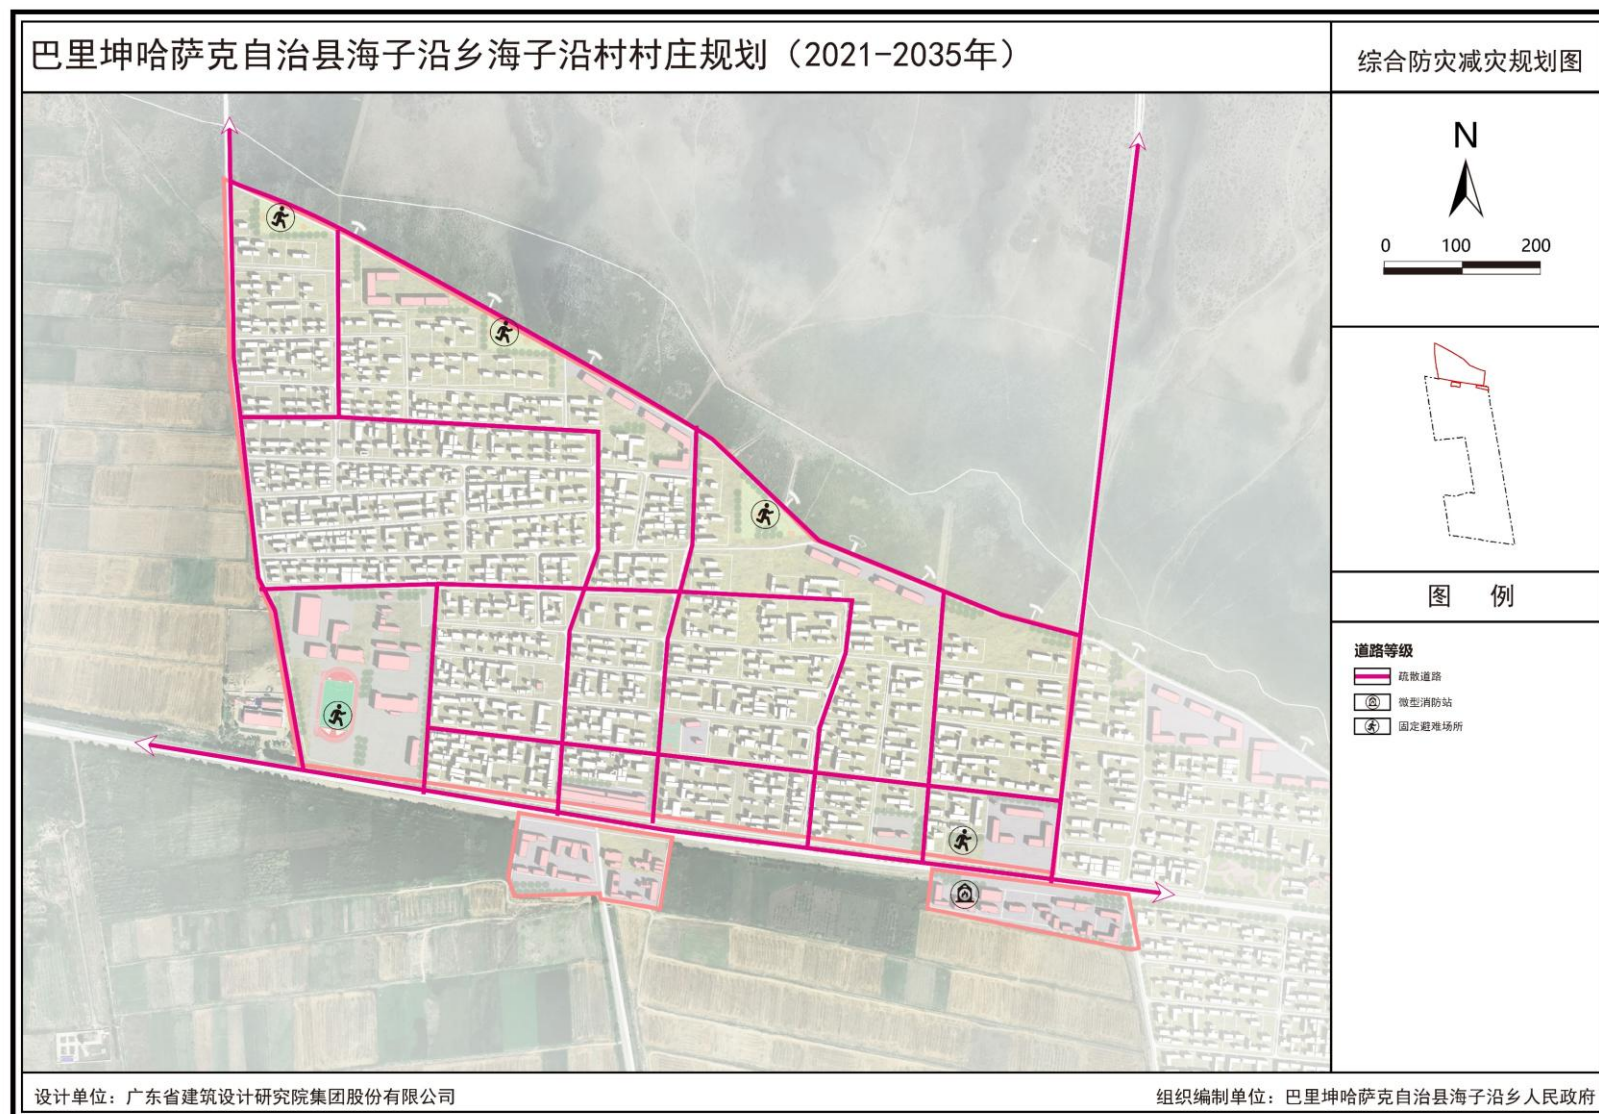 巴里坤哈萨克自治县海子沿乡海子沿村村庄规划（2021-2035年）
综合防灾减灾规划图
N
0 100 200
图 例
道路等级
疏散道路
微型消防站
固定避难场所
设计单位：广东省建筑设计研究院集团股份有限公司
组织编制单位：巴里坤哈萨克自治县海子沿乡人民政府